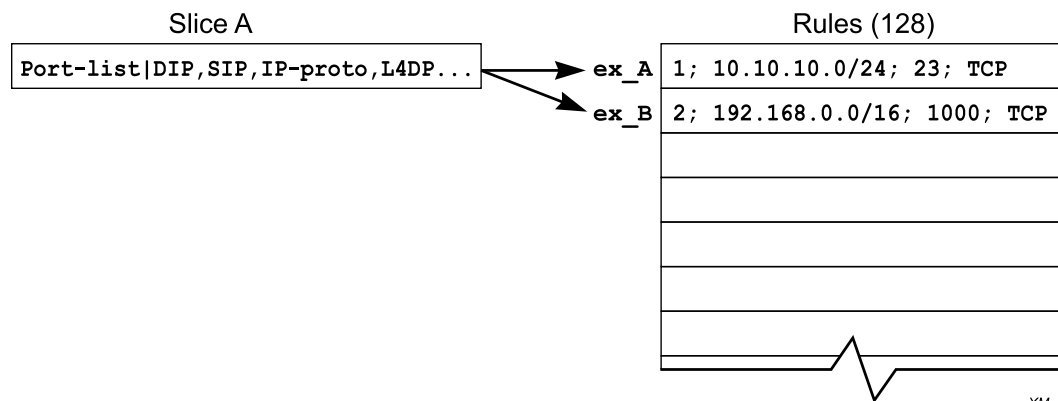 Slice A
Rules (128)
Port-list|DIP,SIP,IP-proto,L4DP...
ex_A
1; 10.10.10.0/24; 23; TCP
ex_B
2; 192.168.0.0/16; 1000; TCP